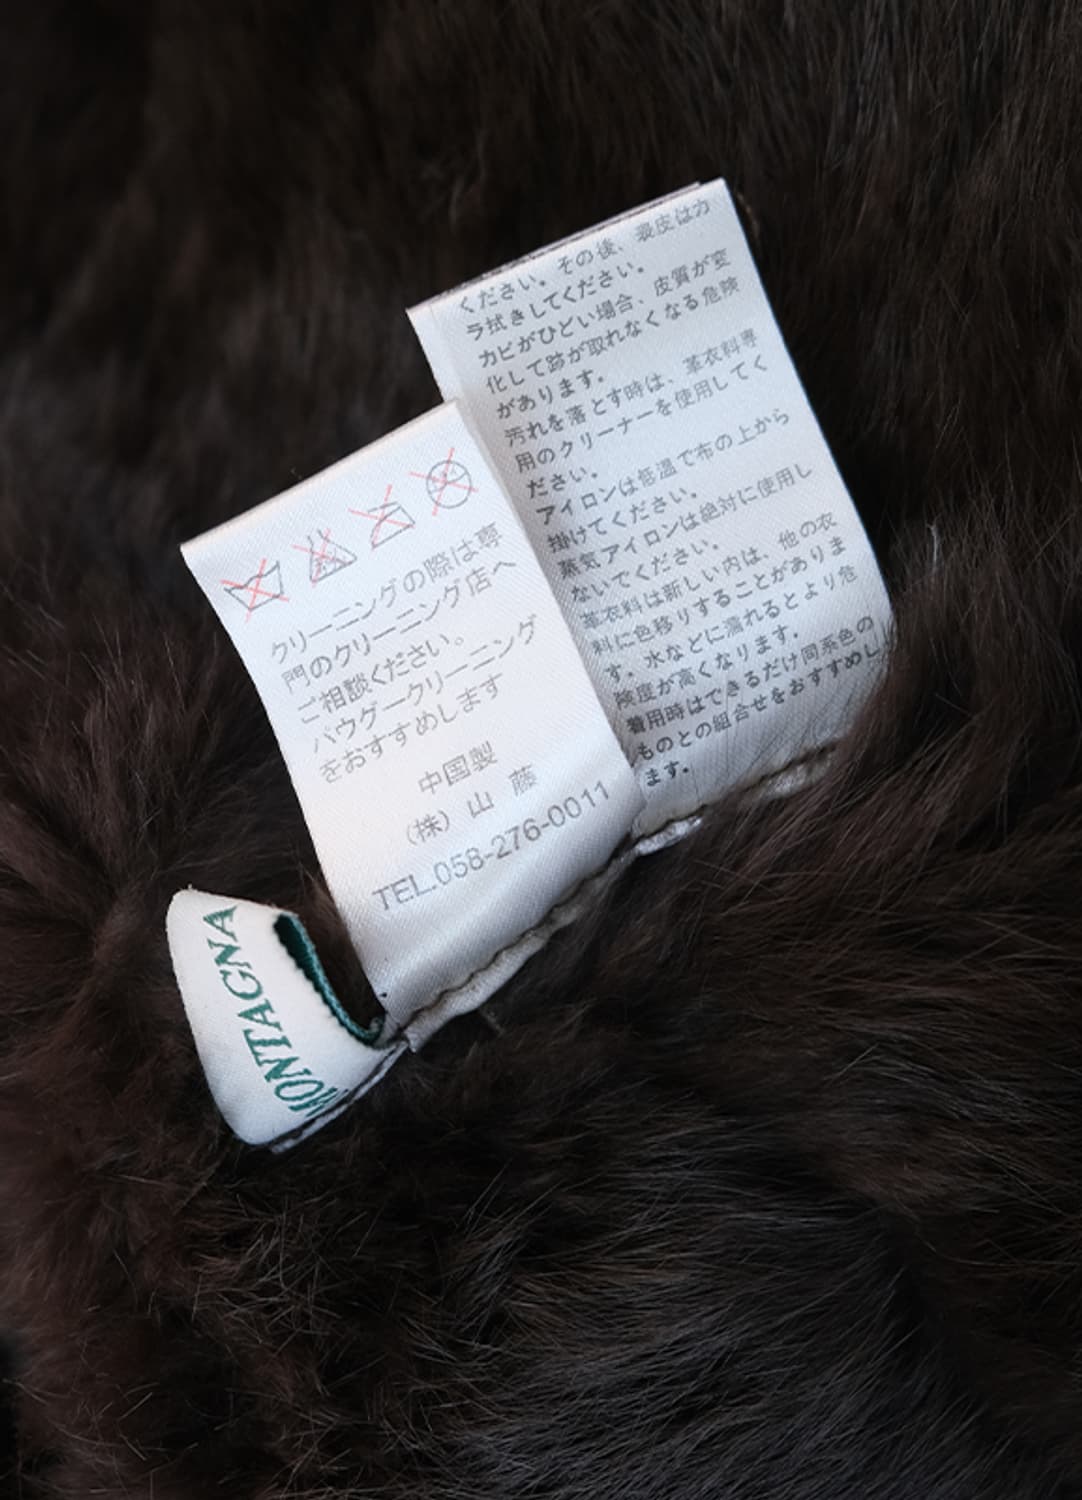 クリーニングの際は専
門のクリーニング店へ
ご相談ください。
パウダークリーニング
をおすすめします
中国製
(株) 山 藤
TEL.058-276-0011
ください。その後、表皮はカ
ラ拭きしてください。
カビがひどい場合、皮質が変
化して跡が取れなくなる危険
があります。
汚れを落とす時は、革衣料専
用のクリーナーを使用してく
ださい。
アイロンは低温で布の上から
掛けてください。
蒸気アイロンは絶対に使用し
ないでください。
革衣料は新しい内は、他の衣
料に色移りすることがありま
す。水などに濡れるとより危
険度が高くなります。
着用時はできるだけ同系色の
ものとの組合せをおすすめし
ます。
MONTAGNA